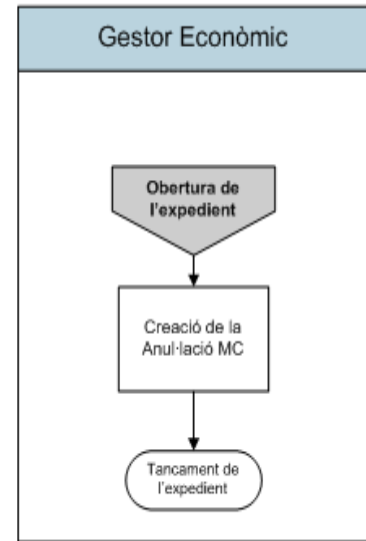 Gestor Econòmic
Obertura de
l'expedient
Creació de la
Anul·lació MC
Tancament de
l'expedient